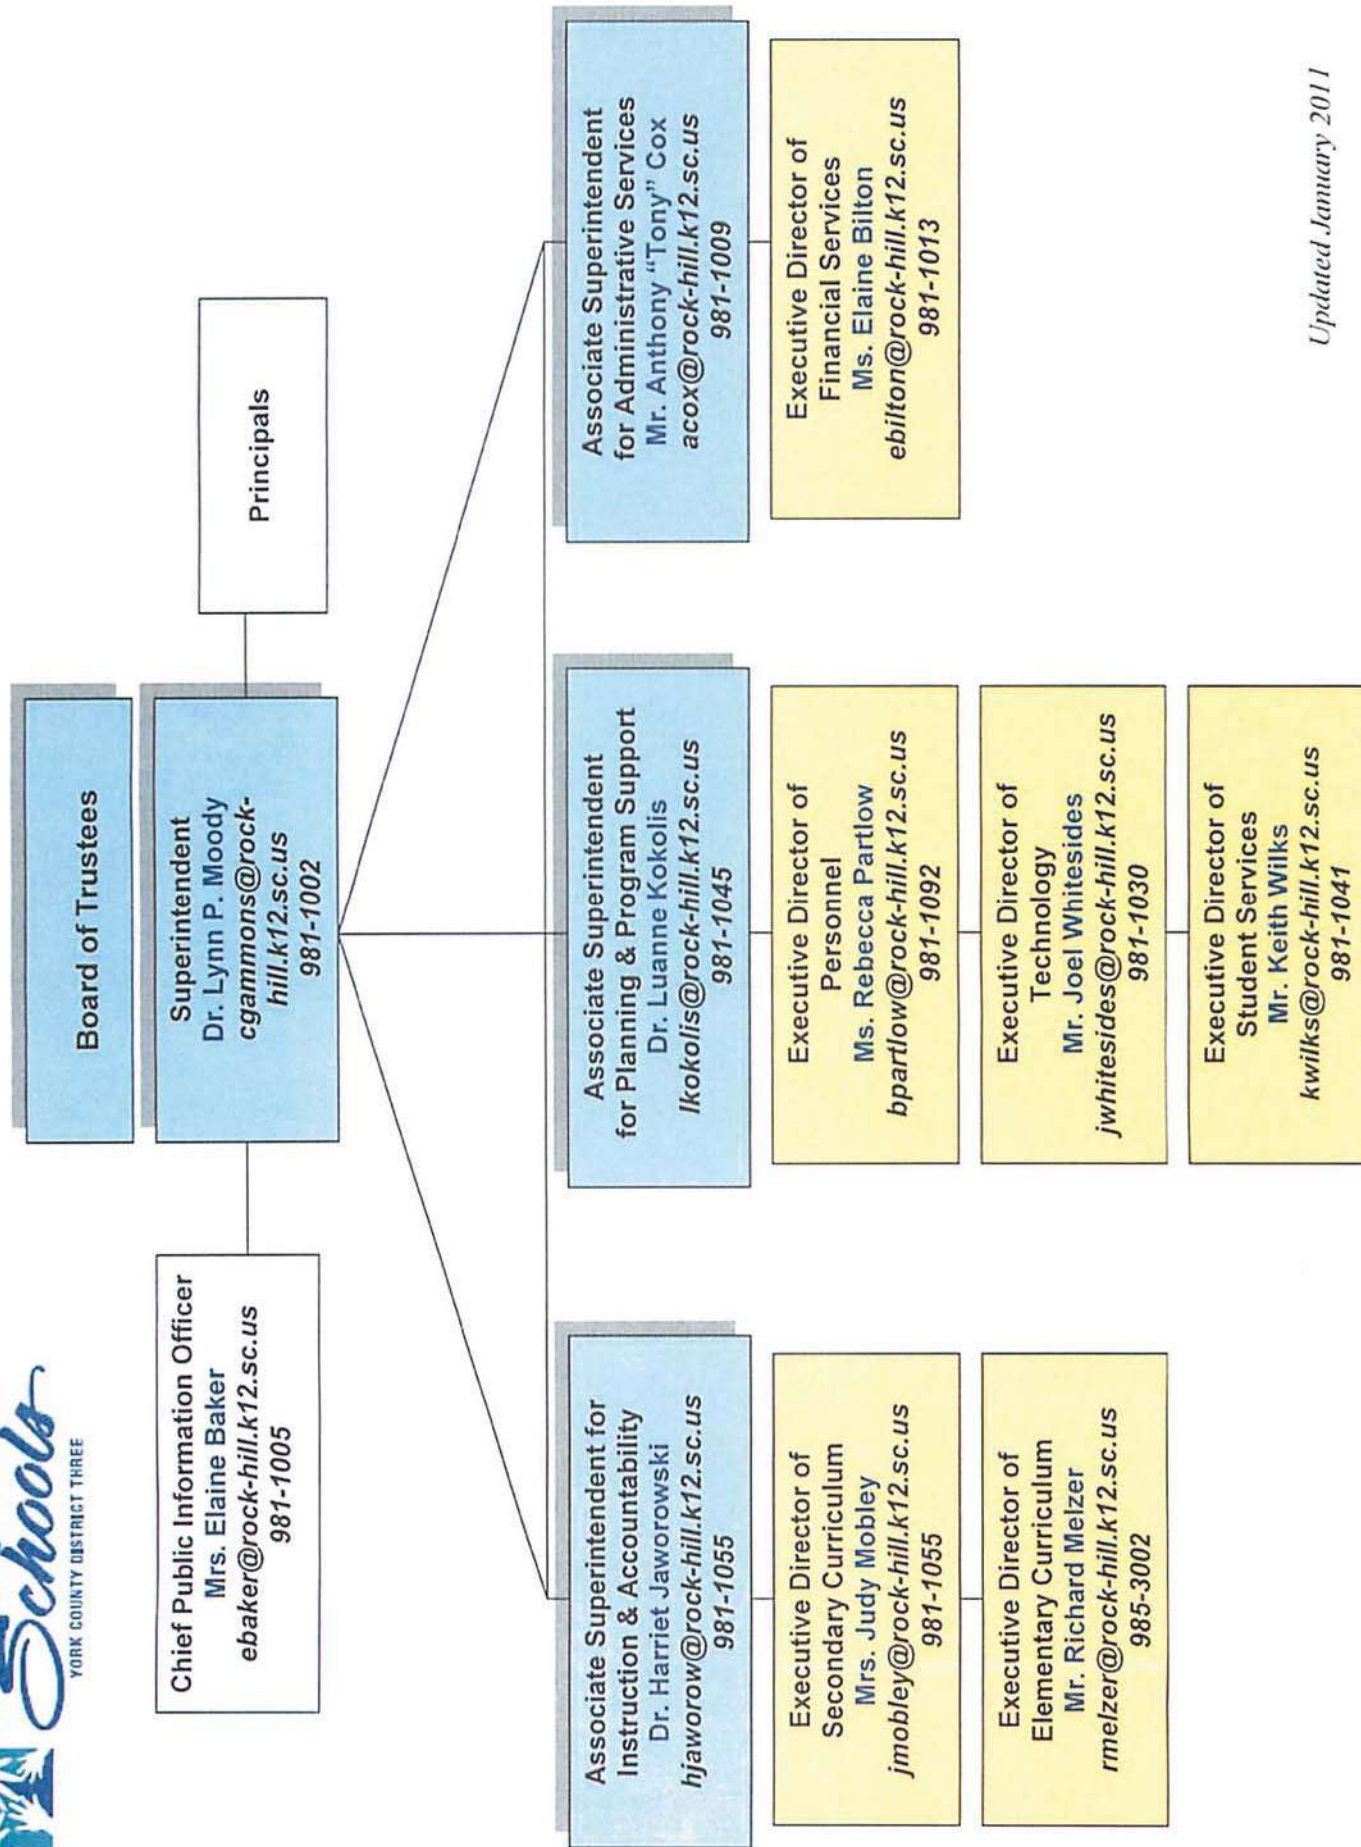 Schools
YORK COUNTY DISTRICT THREE
Board of Trustees
Superintendent
Dr. Lynn P. Moody
cgammons@rock-
hill.k12.sc.us
981-1002
Chief Public Information Officer
Mrs. Elaine Baker
ebaker@rock-hill.k12.sc.us
981-1005
Principals
Associate Superintendent for
Instruction & Accountability
Dr. Harriet Jaworowski
hjaworow@rock-hill.k12.sc.us
981-1055
Executive Director of
Secondary Curriculum
Mrs. Judy Mobley
jmobley@rock-hill.k12.sc.us
981-1055
Executive Director of
Elementary Curriculum
Mr. Richard Melzer
rmelzer@rock-hill.k12.sc.us
985-3002
Associate Superintendent
for Planning & Program Support
Dr. Luanne Kokolis
lkokolis@rock-hill.k12.sc.us
981-1045
Executive Director of
Personnel
Ms. Rebecca Partlow
bpartlow@rock-hill.k12.sc.us
981-1092
Executive Director of
Technology
Mr. Joel Whitesides
jwhitesides@rock-hill.k12.sc.us
981-1030
Executive Director of
Student Services
Mr. Keith Wilks
kwilks@rock-hill.k12.sc.us
981-1041
Associate Superintendent
for Administrative Services
Mr. Anthony “Tony” Cox
acox@rock-hill.k12.sc.us
981-1009
Executive Director of
Financial Services
Ms. Elaine Bilton
ebilton@rock-hill.k12.sc.us
981-1013
Updated January 2011